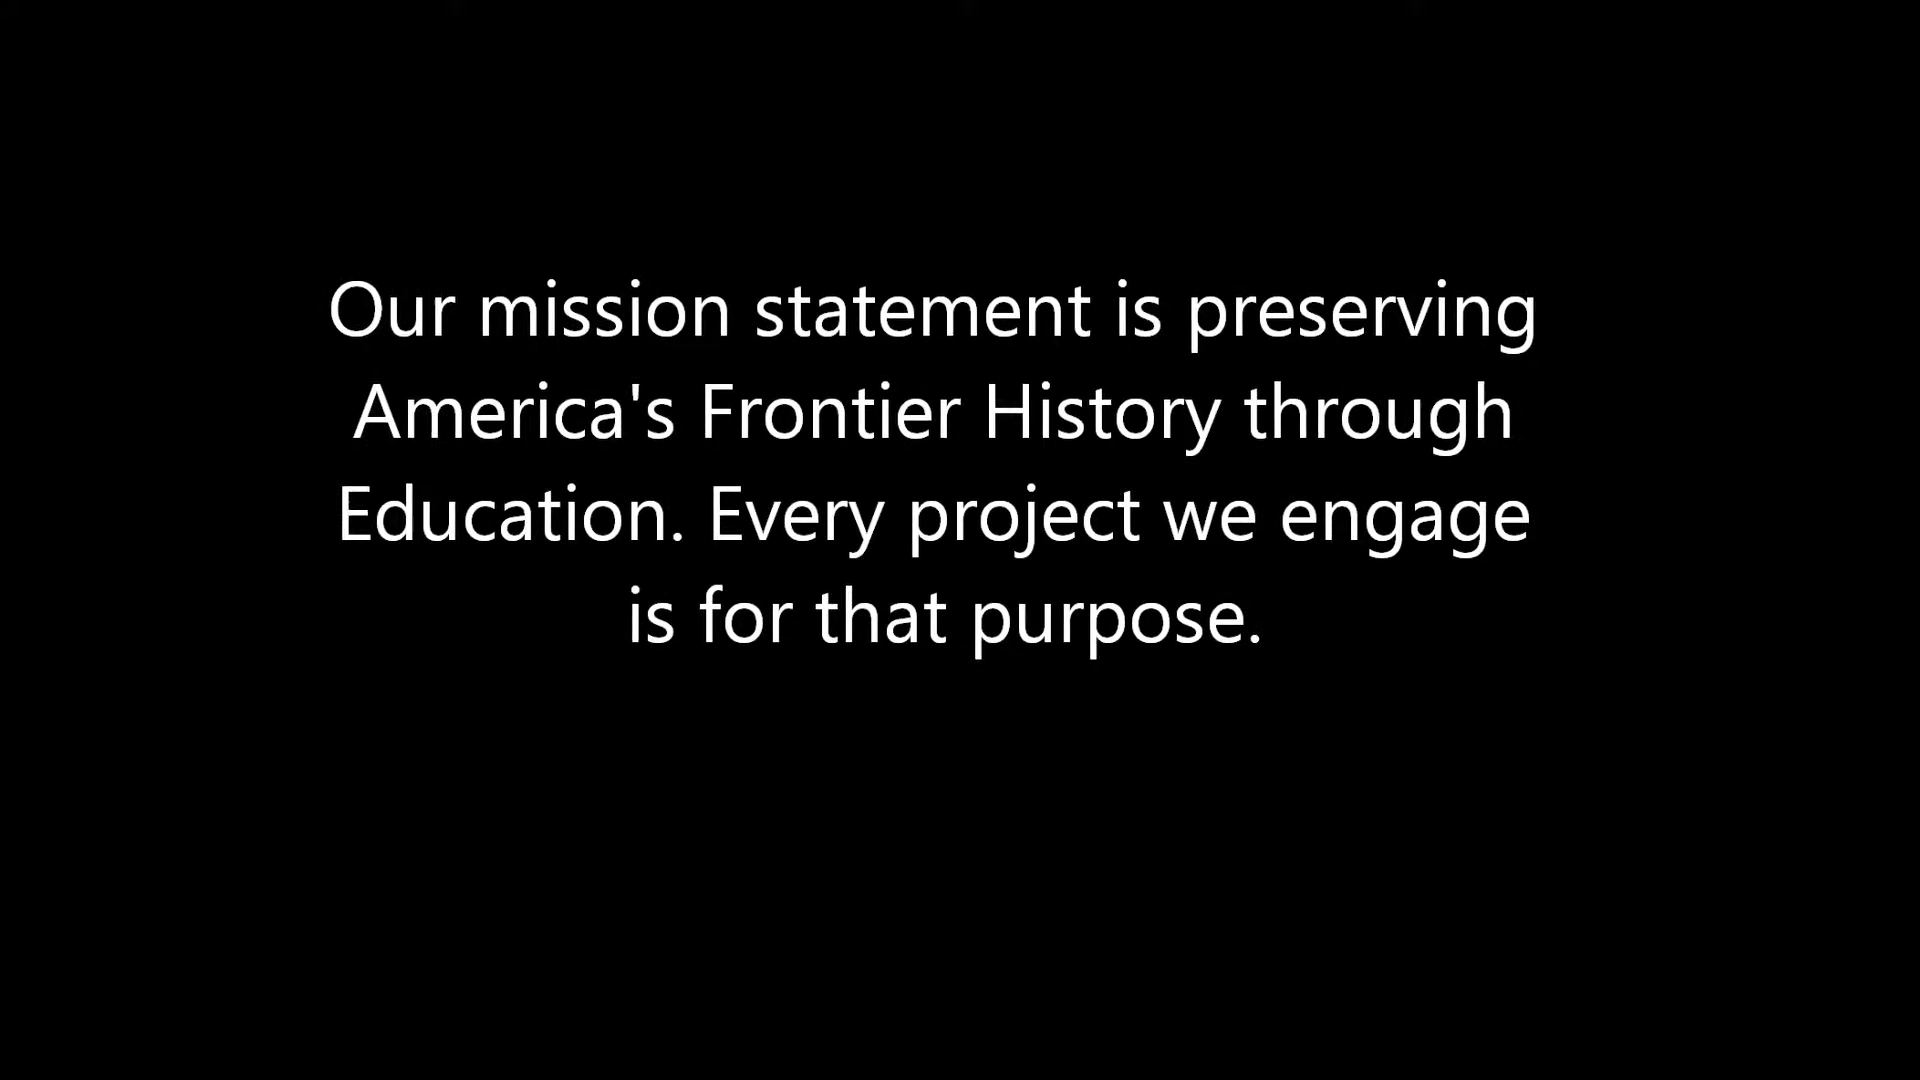 Our mission statement is preserving
America's Frontier History through
Education. Every project we engage
is for that purpose.